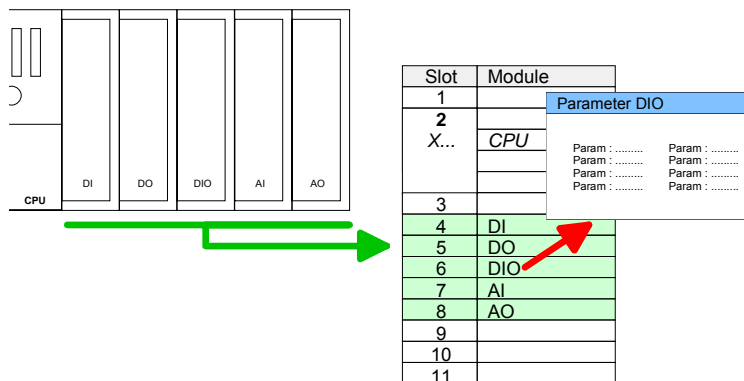 CPU
DI
DO
DIO
AI
AO
Slot Module
1
2
X... CPU
3
4 DI
5 DO
6 DIO
7 AI
8 AO
9
10
11
Parameter DIO
Param : ......... Param : .........
Param : ......... Param : .........
Param : ......... Param : .........
Param : ......... Param : .........